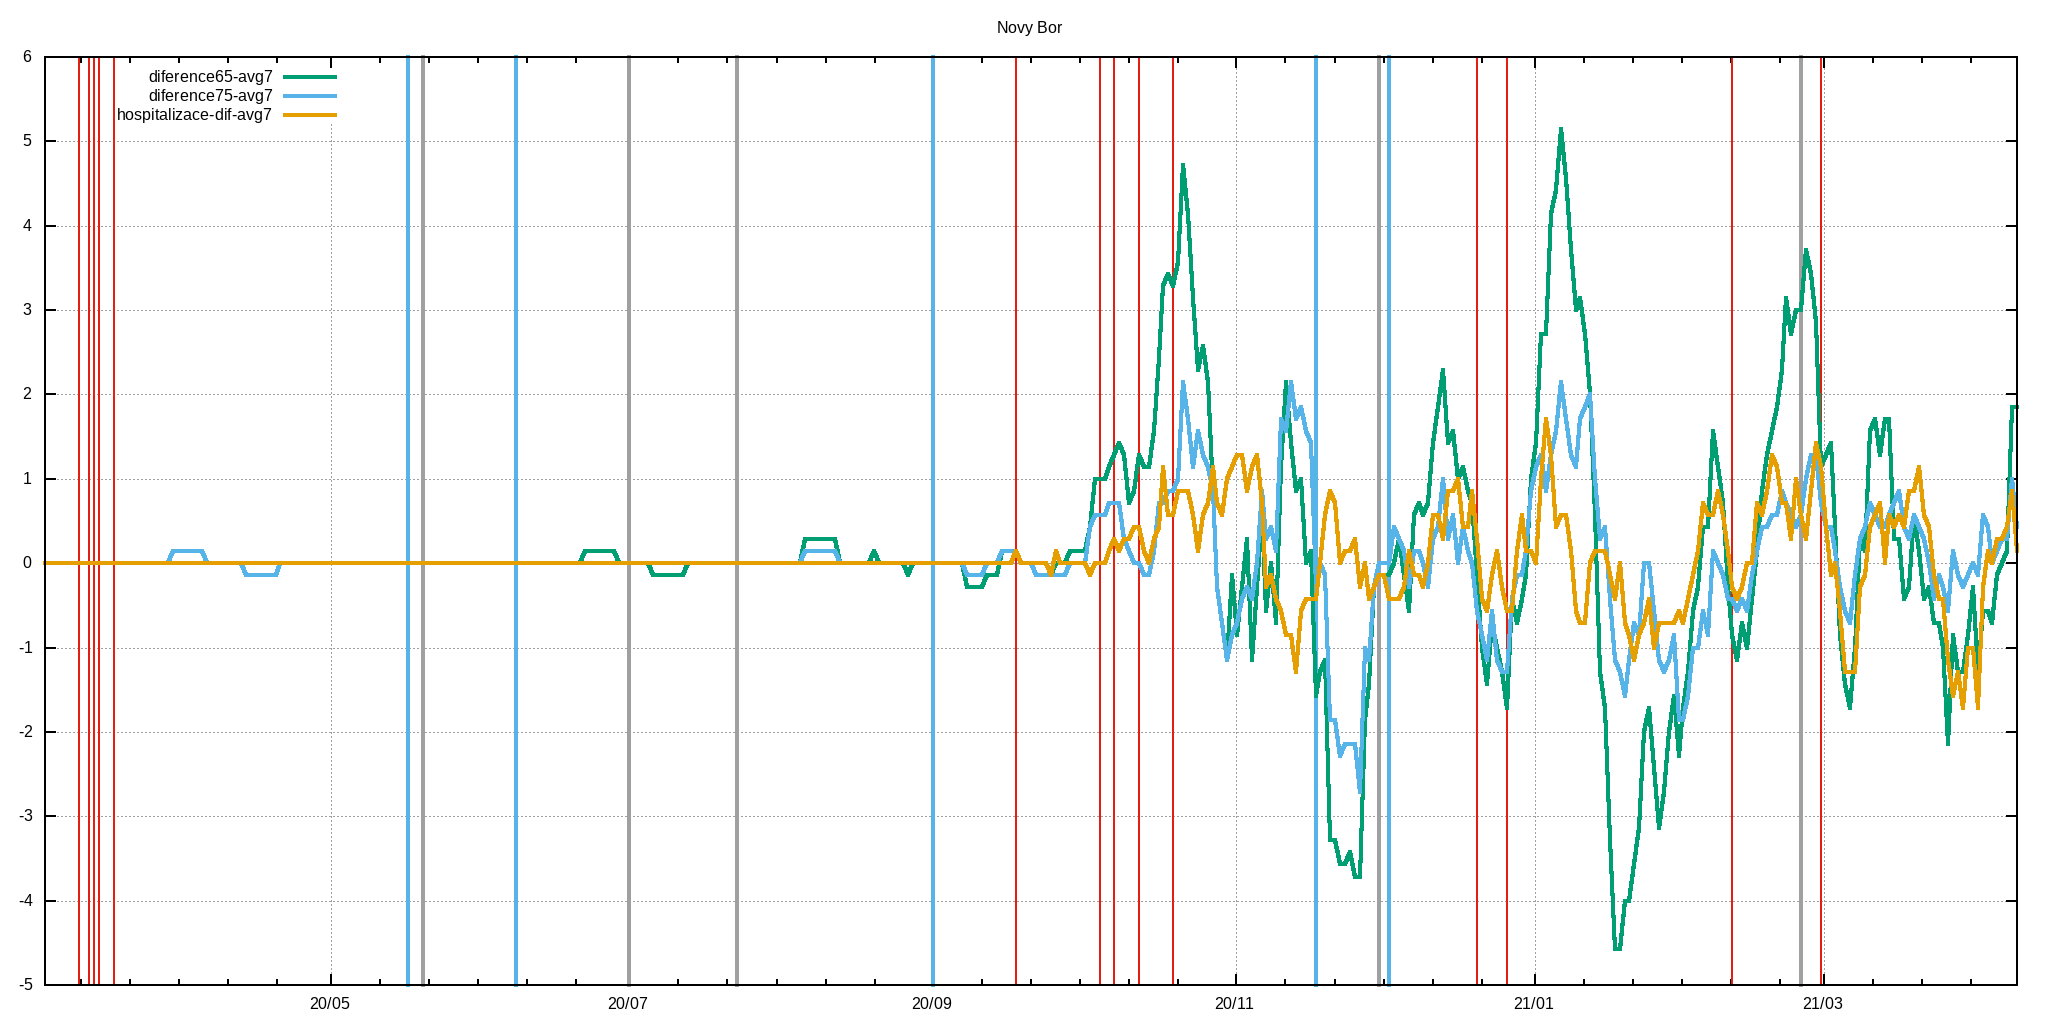 Novy Bor
diference65-avg7
diference75-avg7
hospitalizace-dif-avg7
6
5
4
3
2
1
0
-1
-2
-3
-4
-5
20/05 20/07 20/09 20/11 21/01 21/03